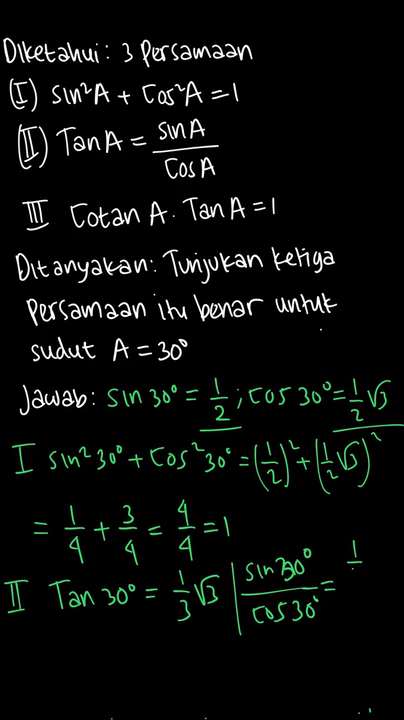 Diketahui: 3 Persamaan
(I) sin²A + Cos²A = 1
(II) Tan A = sin A / Cos A
III Cotan A . Tan A = 1
Ditanyakan: Tunjukan ketiga
Persamaan itu benar untuk
sudut A = 30°
Jawab: sin 30° = 1/2 ; cos 30° = 1/2 √3
I sin² 30° + cos² 30° = (1/2)² + (1/2 √3)²
= 1/4 + 3/4 = 4/4 = 1
II Tan 30° = 1/3 √3 | sin 30° / cos 30° = 1